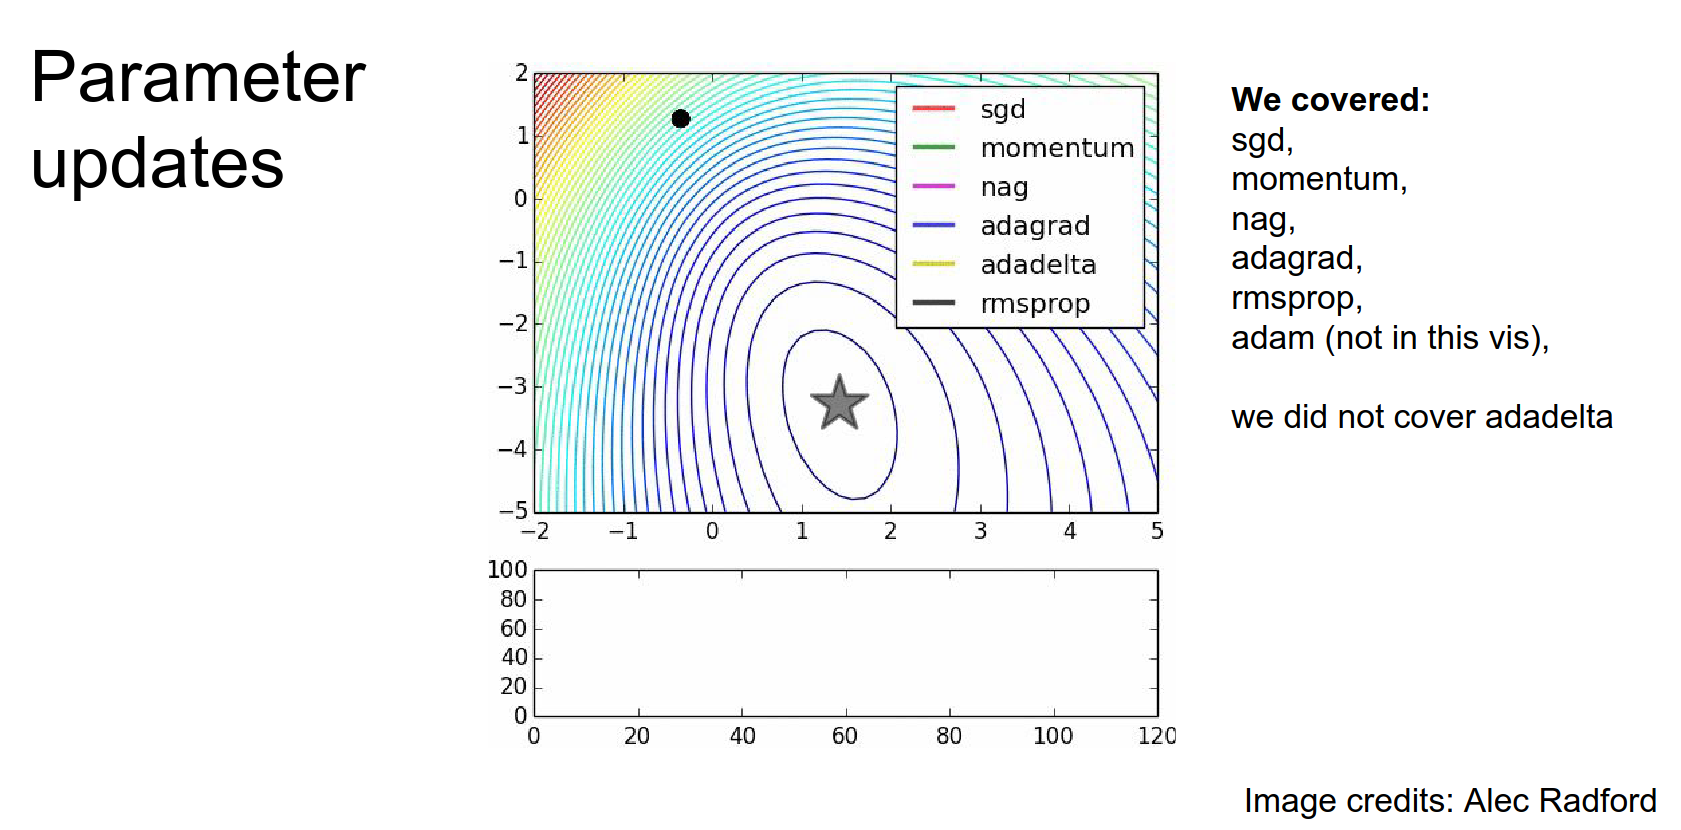 Parameter
updates
2
1
0
−1
−2
−3
−4
−5
−2 −1 0 1 2 3 4 5
sgd
momentum
nag
adagrad
adadelta
rmsprop
100
80
60
40
20
0
0 20 40 60 80 100 120
We covered:
sgd,
momentum,
nag,
adagrad,
rmsprop,
adam (not in this vis),
we did not cover adadelta
Image credits: Alec Radford